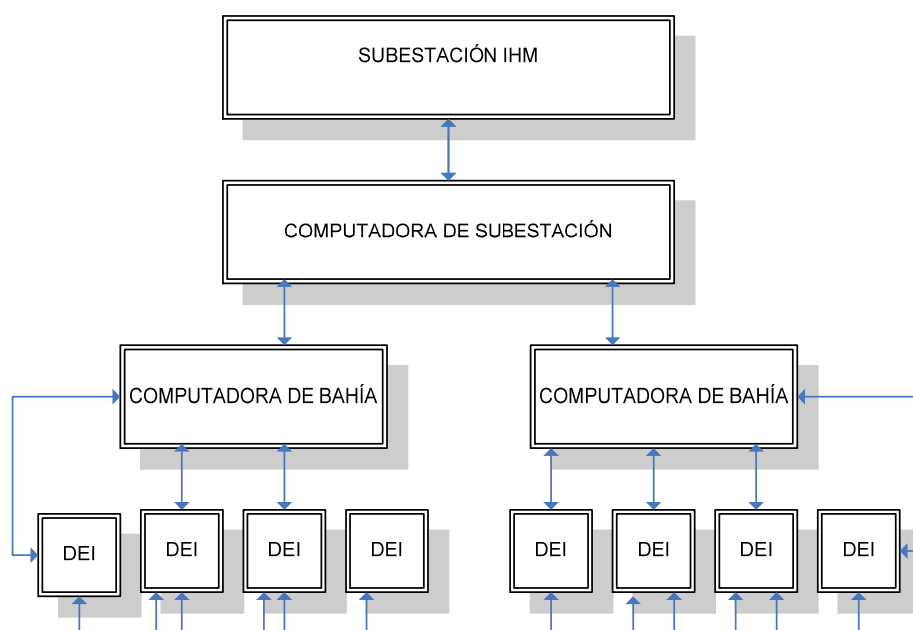 SUBESTACIÓN IHM
COMPUTADORA DE SUBESTACIÓN
COMPUTADORA DE BAHÍA
COMPUTADORA DE BAHÍA
DEI
DEI
DEI
DEI
DEI
DEI
DEI
DEI